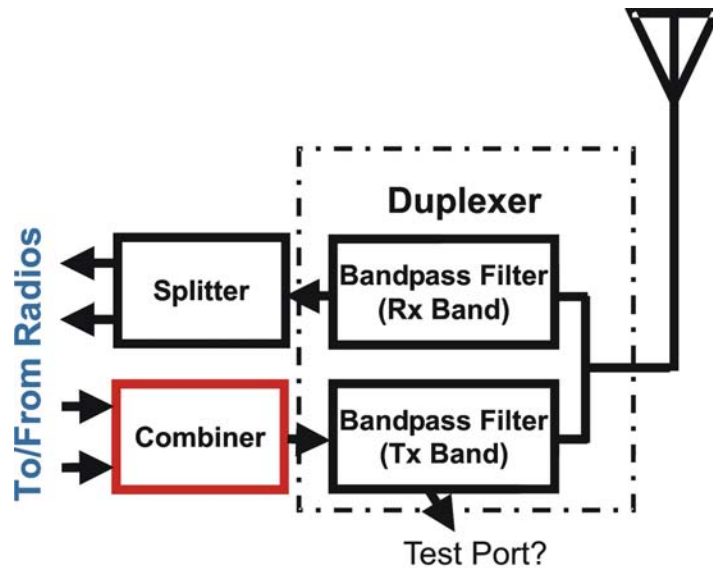 Duplexer
To/From Radios
Splitter
Bandpass Filter
(Rx Band)
Combiner
Bandpass Filter
(Tx Band)
Test Port?